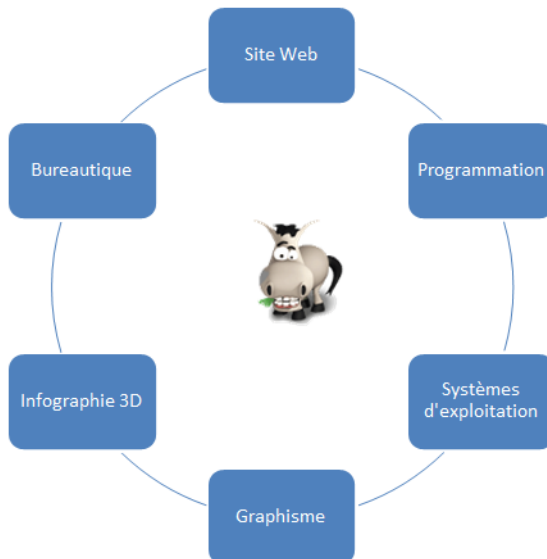 Site Web
Programmation
Systèmes
d'exploitation
Graphisme
Infographie 3D
Bureautique